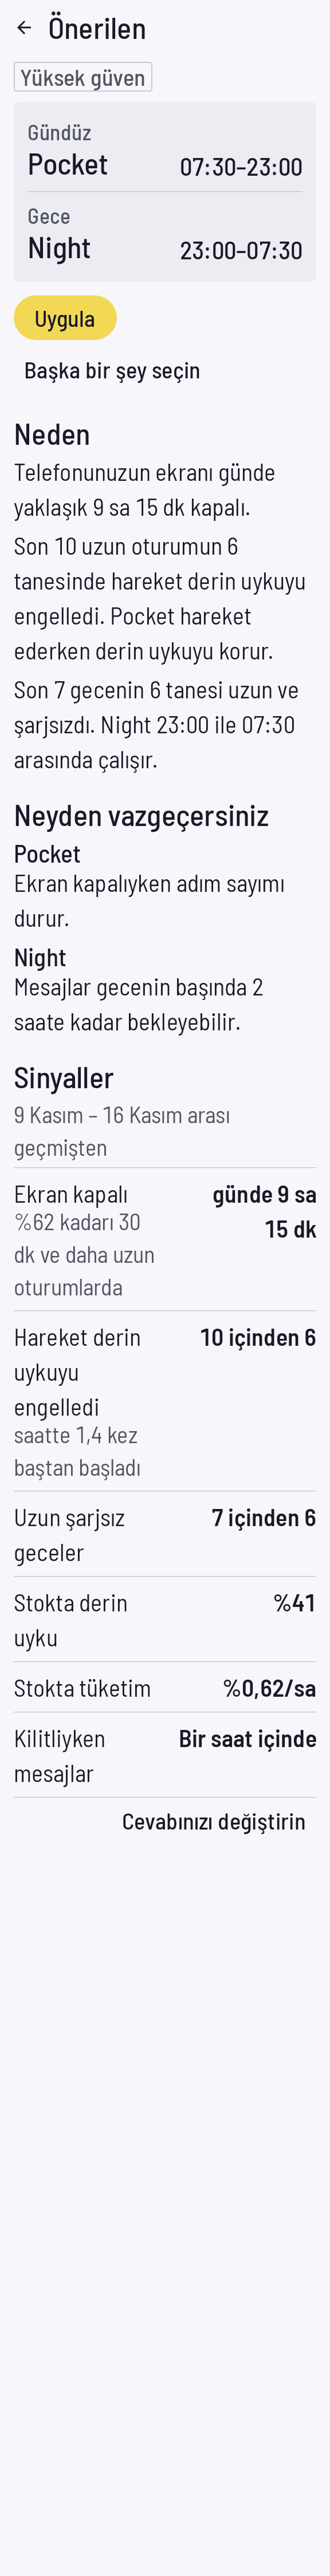 Önerilen
Yüksek güven
Gündüz
Pocket 07:30–23:00
Gece
Night 23:00–07:30
Uygula
Başka bir şey seçin
Neden
Telefonunuzun ekranı günde
yaklaşık 9 sa 15 dk kapalı.
Son 10 uzun oturumun 6
tanesinde hareket derin uykuyu
engelledi. Pocket hareket
ederken derin uykuyu korur.
Son 7 gecenin 6 tanesi uzun ve
şarjsızdı. Night 23:00 ile 07:30
arasında çalışır.
Neyden vazgeçersiniz
Pocket
Ekran kapalıyken adım sayımı
durur.
Night
Mesajlar gecenin başında 2
saate kadar bekleyebilir.
Sinyaller
9 Kasım – 16 Kasım arası
geçmişten
Ekran kapalı günde 9 sa
15 dk
%62 kadarı 30
dk ve daha uzun
oturumlarda
Hareket derin 10 içinden 6
uykuyu
engelledi
saatte 1,4 kez
baştan başladı
Uzun şarjsız 7 içinden 6
geceler
Stokta derin %41
uyku
Stokta tüketim %0,62/sa
Kilitliyken Bir saat içinde
mesajlar
Cevabınızı değiştirin